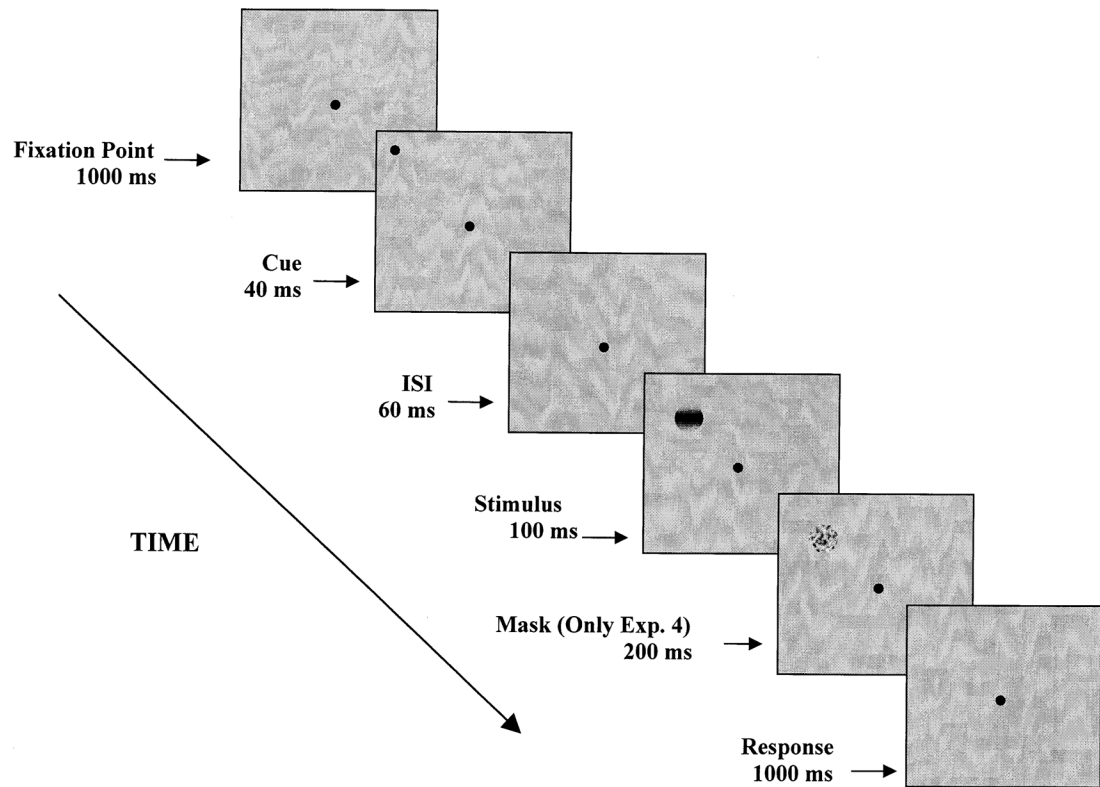 Fixation Point
1000 ms
Cue
40 ms
ISI
60 ms
Stimulus
100 ms
TIME
Mask (Only Exp. 4)
200 ms
Response
1000 ms